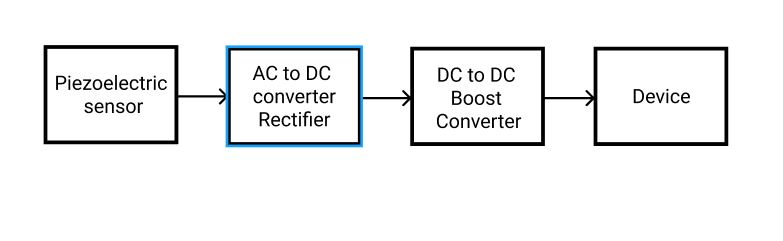 Piezoelectric
sensor
AC to DC
converter
Rectifier
DC to DC
Boost
Converter
Device